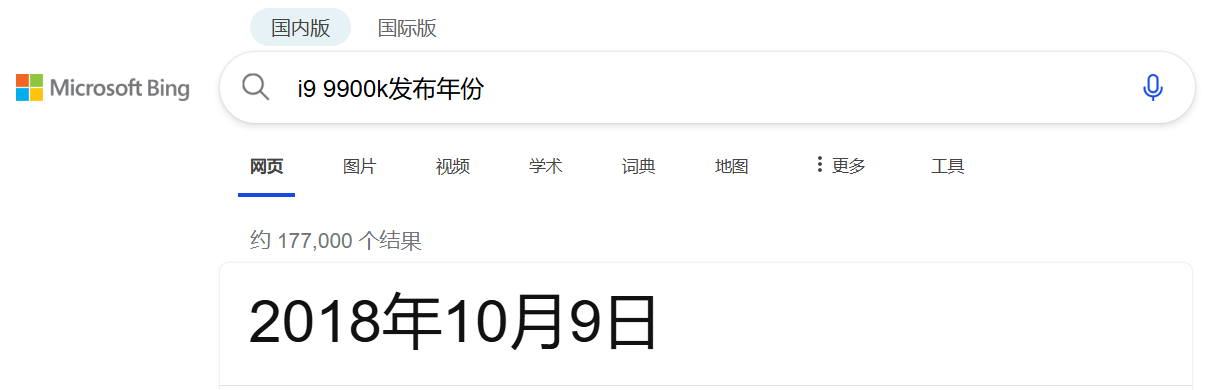 国内版 国际版
Microsoft Bing
i9 9900k发布年份
网页 图片 视频 学术 词典 地图 更多 工具
约 177,000 个结果
2018年10月9日